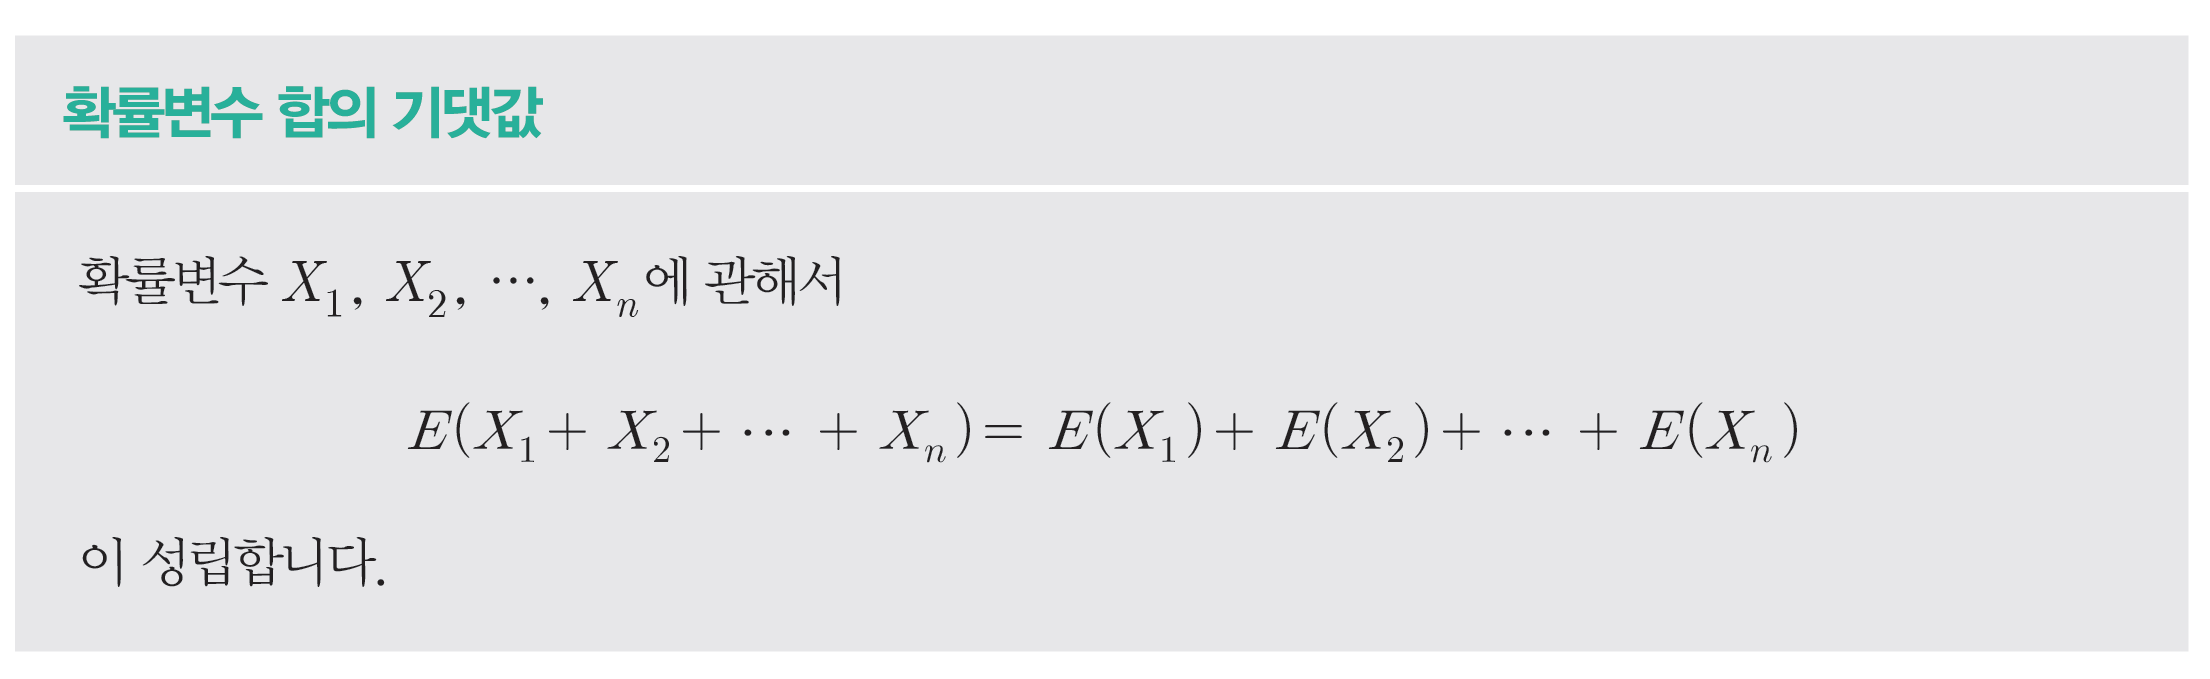 확률변수 합의 기댓값
확률변수 X₁, X₂, ⋯, Xₙ에 관해서
E(X₁ + X₂ + ⋯ + Xₙ) = E(X₁) + E(X₂) + ⋯ + E(Xₙ)
이 성립합니다.